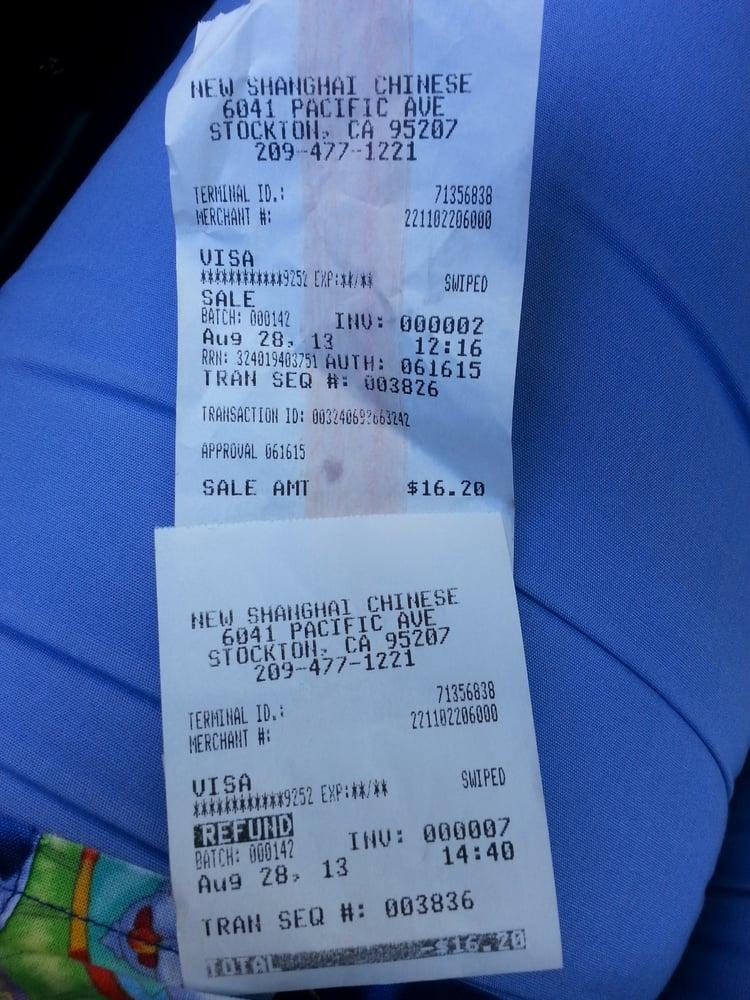 NEW SHANGHAI CHINESE
6041 PACIFIC AVE
STOCKTON, CA 95207
209-477-1221
TERMINAL ID.: 71356838
MERCHANT #: 221102206000
VISA
************9252 EXP:**/** SWIPED
SALE
BATCH: 000142 INV: 000002
Aug 28, 13 12:16
RRN: 324019403751 AUTH: 061615
TRAN SEQ #: 003826
TRANSACTION ID:
APPROVAL 061615
SALE AMT $16.20
NEW SHANGHAI CHINESE
6041 PACIFIC AVE
STOCKTON, CA 95207
209-477-1221
TERMINAL ID.: 71356838
MERCHANT #: 221102206000
VISA
************9252 EXP:**/** SWIPED
REFUND
BATCH: 000142 INV: 000007
Aug 28, 13 14:40
TRAN SEQ #: 003836
TOTAL -$16.20